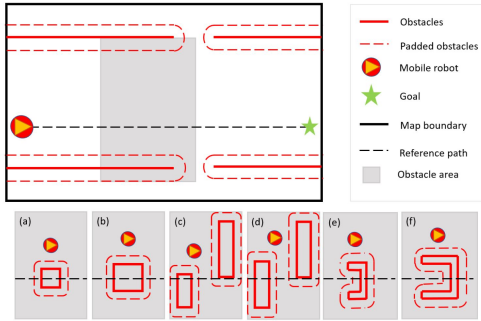 Obstacles
Padded obstacles
Mobile robot
Goal
Map boundary
Reference path
Obstacle area
(a) (b) (c) (d) (e) (f)